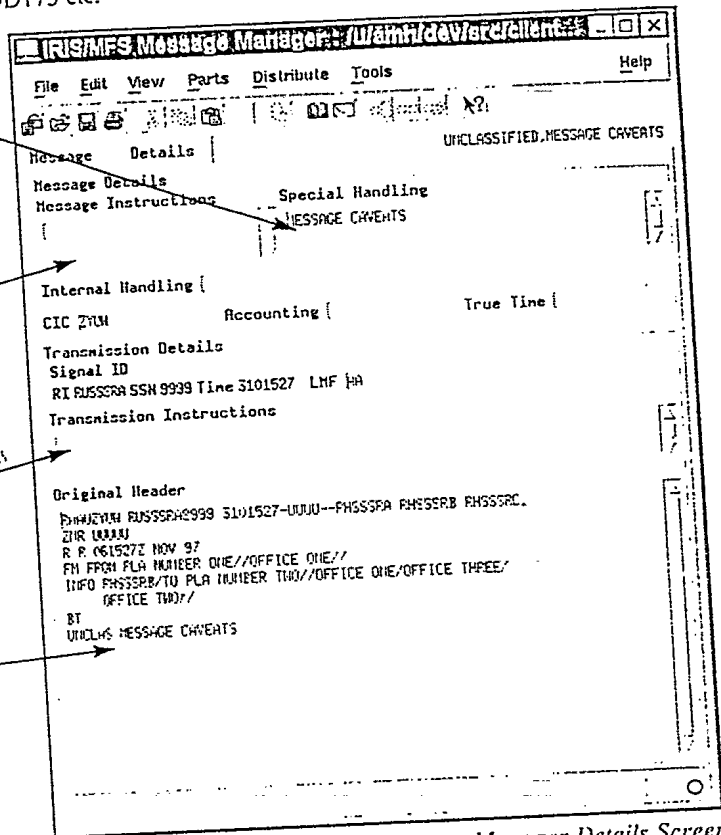 IRIS/MFS Message Manager: /U/amh/dev/src/client
File Edit View Parts Distribute Tools Help
Message Details
UNCLASSIFIED,MESSAGE CAVEATS
Message Details
Message Instructions Special Handling
MESSAGE CAVEATS
Internal Handling
CIC ZYUW Accounting True Time
Transmission Details
Signal ID
RI RUSSSRA SSN 9999 Time 3101527 LMF HA
Transmission Instructions
Original Header
RUSSSRA9999 3101527-UUUU--RHSSSRA RHSSSRB RHSSSRC.
ZNR UUUUU
R R 061527Z NOV 97
FM FROM PLA NUMBER ONE//OFFICE ONE//
INFO RHSSSRB/TO PLA NUMBER TWO//OFFICE ONE/OFFICE THREE/
OFFICE TWO//
BT
UNCLAS MESSAGE CAVEATS
Details Screen